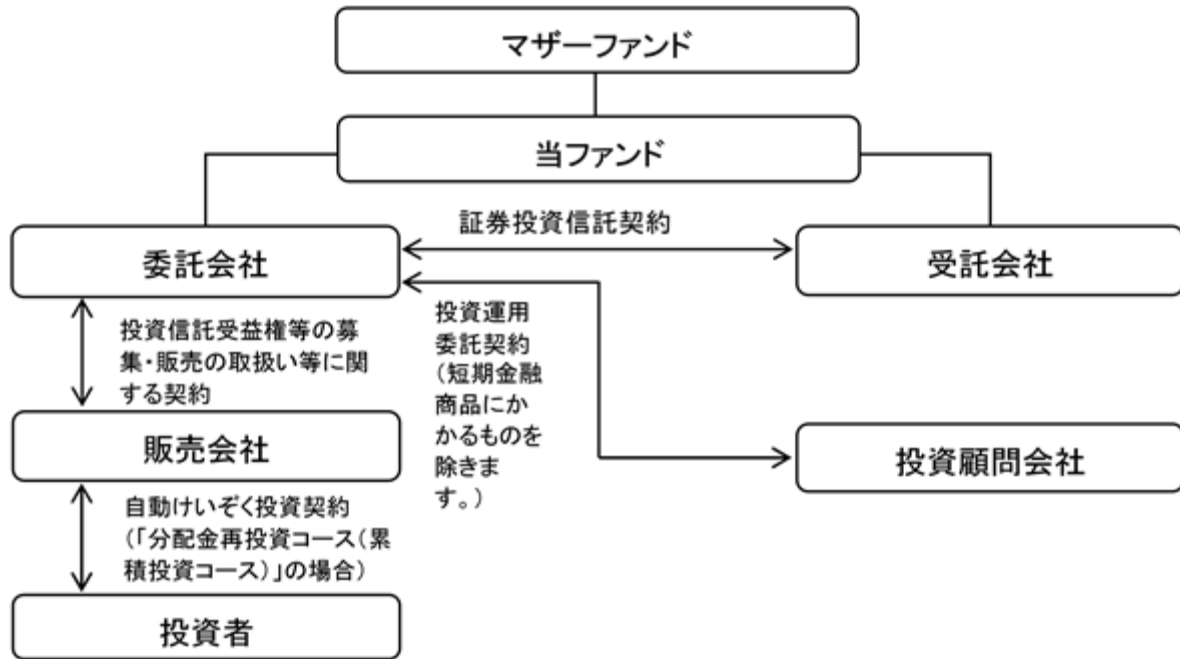 マザーファンド
当ファンド
証券投資信託契約
委託会社
受託会社
投資信託受益権等の募
集・販売の取扱い等に関
する契約
投資運用
委託契約
(短期金融
商品にか
かるものを
除きま
す。)
販売会社
投資顧問会社
自動けいぞく投資契約
(「分配金再投資コース(累
積投資コース)」の場合)
投資者